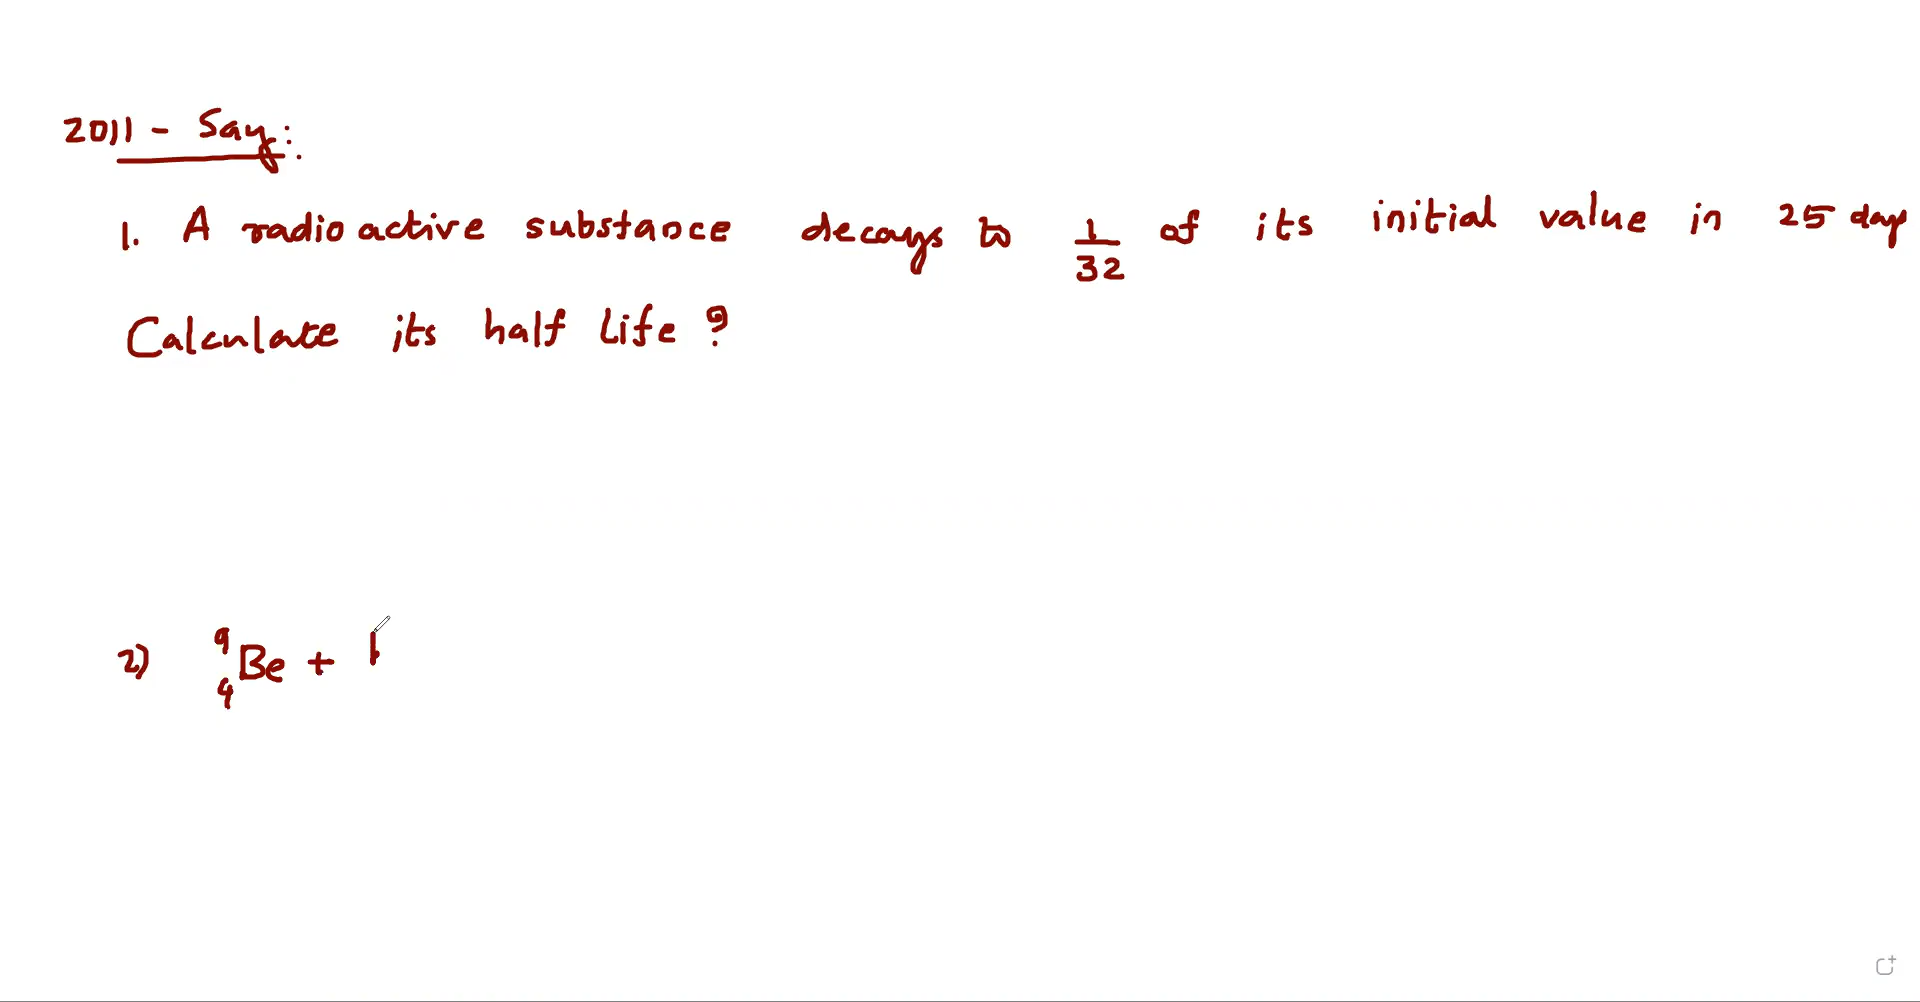 2011 - Say:
1. A radioactive substance decays to 1/32 of its initial value in 25 days
Calculate its half life ?
2) ⁹₄Be + 1